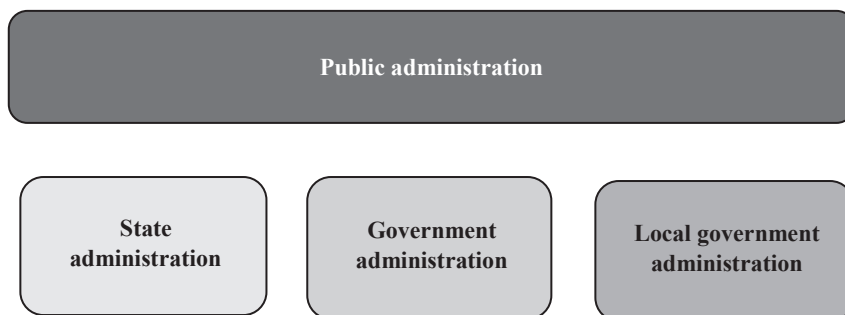 Public administration
State
administration
Government
administration
Local government
administration